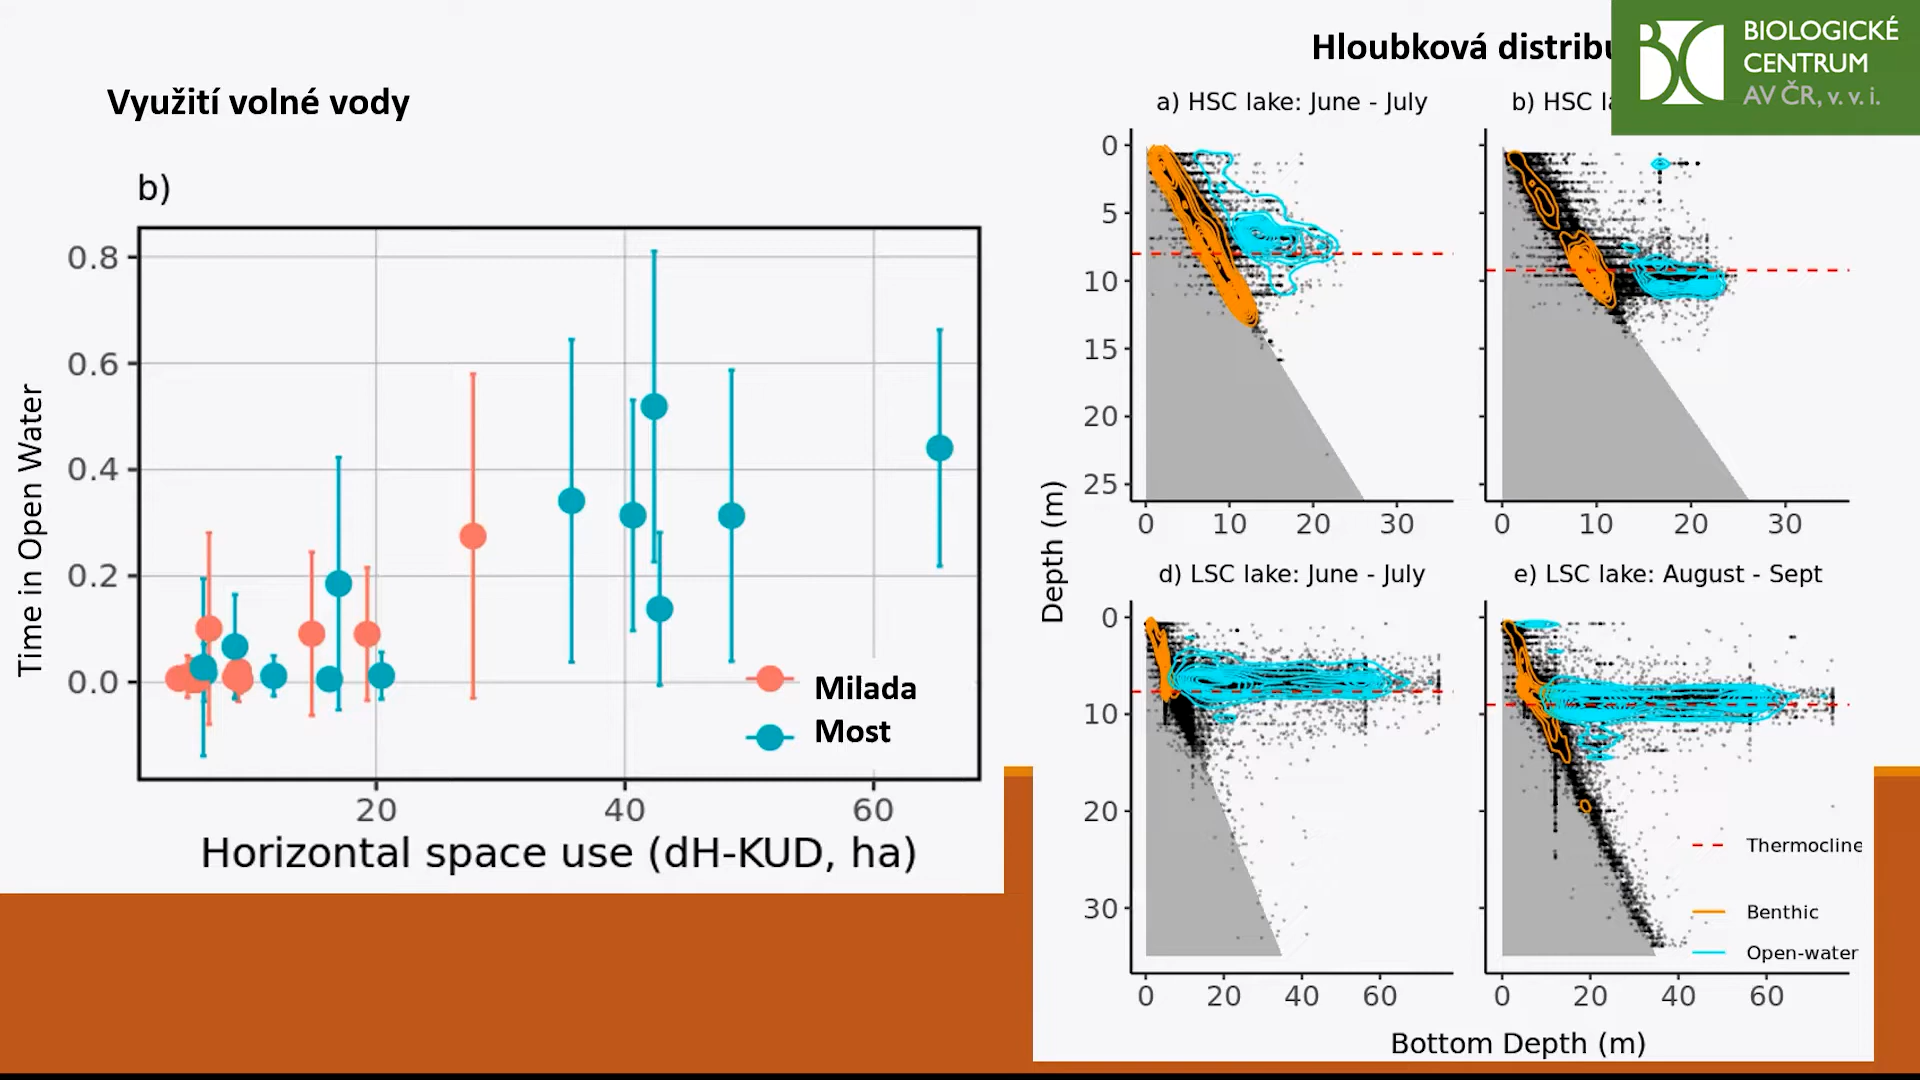 Využití volné vody
b)
0.8
0.6
0.4
0.2
0.0
Time in Open Water
Milada
Most
20
40
60
Horizontal space use (dH-KUD, ha)
Hloubková
BIOLOGICKÉ
CENTRUM
AV ČR, v. v. i.
a) HSC lake: June - July
b) HSC
0
5
10
15
20
25
0 10 20 30
0 10 20 30
Depth (m)
d) LSC lake: June - July
e) LSC lake: August - Sept
0
10
20
30
Thermocline
Benthic
Open-water
0 20 40 60
0 20 40 60
Bottom Depth (m)